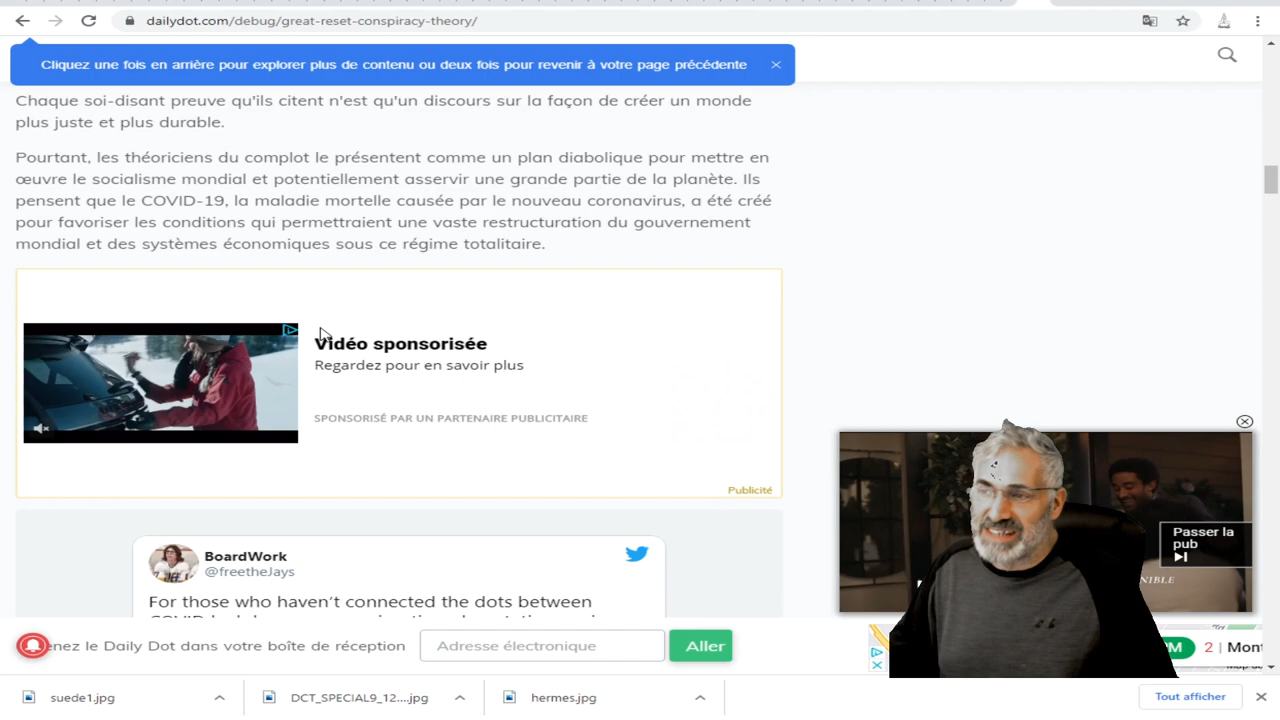 dailydot.com/debug/great-reset-conspiracy-theory/
Cliquez une fois en arrière pour explorer plus de contenu ou deux fois pour revenir à votre page précédente
Chaque soi-disant preuve qu'ils citent n'est qu'un discours sur la façon de créer un monde
plus juste et plus durable.
Pourtant, les théoriciens du complot le présentent comme un plan diabolique pour mettre en
œuvre le socialisme mondial et potentiellement asservir une grande partie de la planète. Ils
pensent que le COVID-19, la maladie mortelle causée par le nouveau coronavirus, a été créé
pour favoriser les conditions qui permettraient une vaste restructuration du gouvernement
mondial et des systèmes économiques sous ce régime totalitaire.
Vidéo sponsorisée
Regardez pour en savoir plus
SPONSORISÉ PAR UN PARTENAIRE PUBLICITAIRE
Publicité
BoardWork
@freetheJays
For those who haven't connected the dots between
Passer la
pub
le Daily Dot dans votre boîte de réception
Adresse électronique
Aller
2 | Mont
suede1.jpg
DCT_SPECIAL9_12....jpg
hermes.jpg
Tout afficher